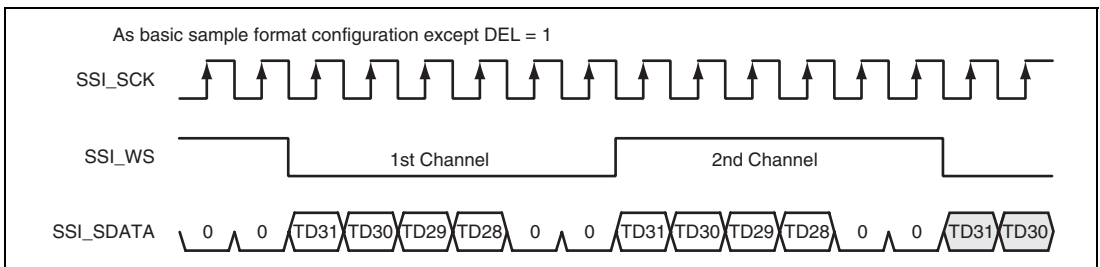 As basic sample format configuration except DEL = 1
SSI_SCK
SSI_WS 1st Channel 2nd Channel
SSI_SDATA 0 0 TD31 TD30 TD29 TD28 0 0 TD31 TD30 TD29 TD28 0 0 TD31 TD30